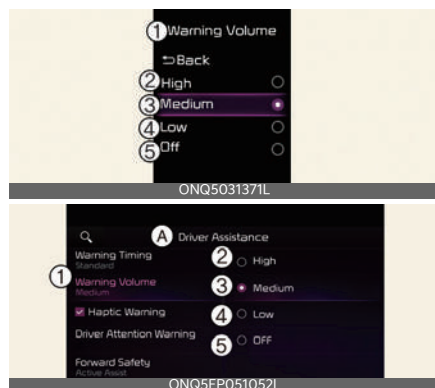 ① Warning Volume
Back
② High
③ Medium
④ Low
⑤ Off
ONQ5031371L
Ⓐ Driver Assistance
Warning Timing
Standard
① Warning Volume
Medium
Haptic Warning
Driver Attention Warning
Forward Safety
Active Assist
② High
③ Medium
④ Low
⑤ OFF
ONQ5EP051052L